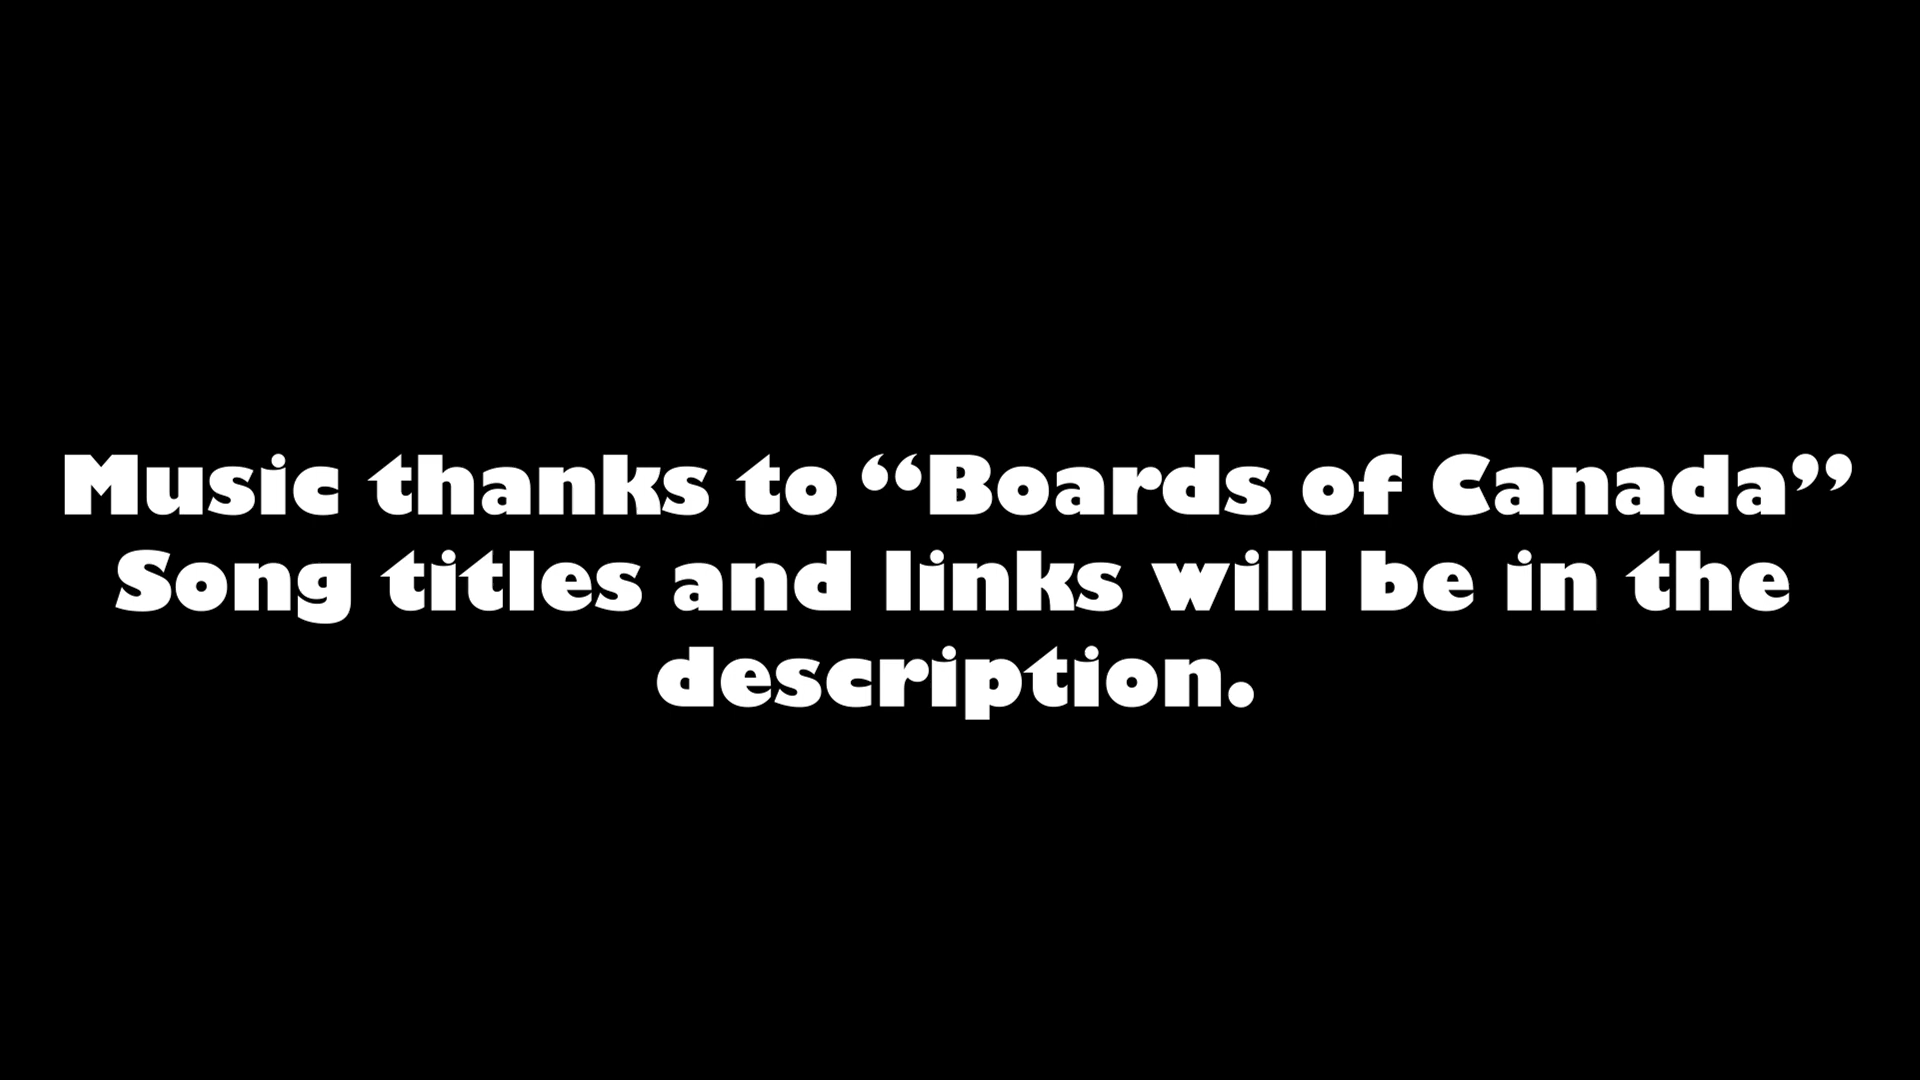 Music thanks to “Boards of Canada”
Song titles and links will be in the
description.